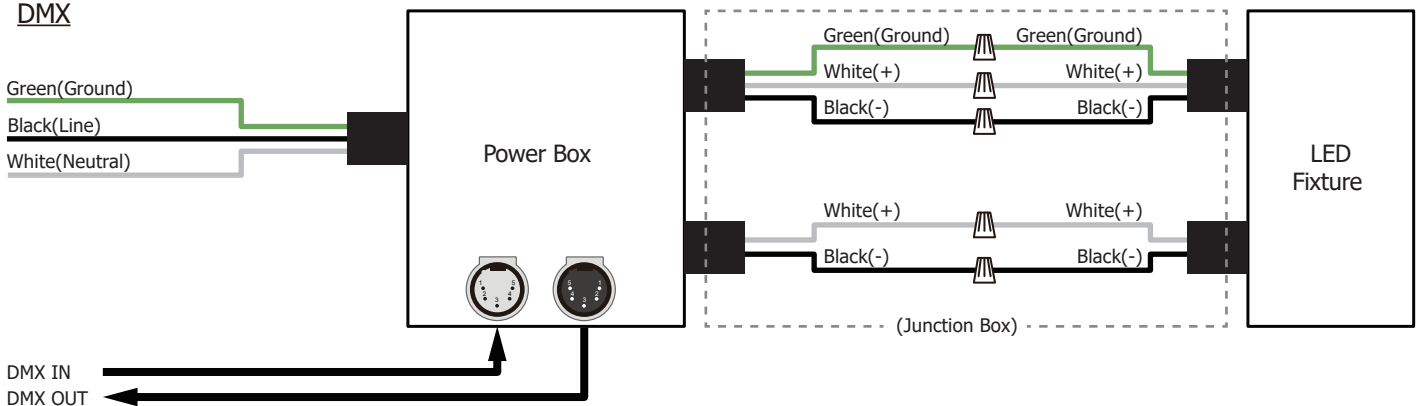 DMX
Green(Ground)
Black(Line)
White(Neutral)
Power Box
Green(Ground) Green(Ground)
White(+) White(+)
Black(-) Black(-)
White(+) White(+)
Black(-) Black(-)
(Junction Box)
LED
Fixture
1 5
2 4
3
5 1
4 2
3
DMX IN
DMX OUT